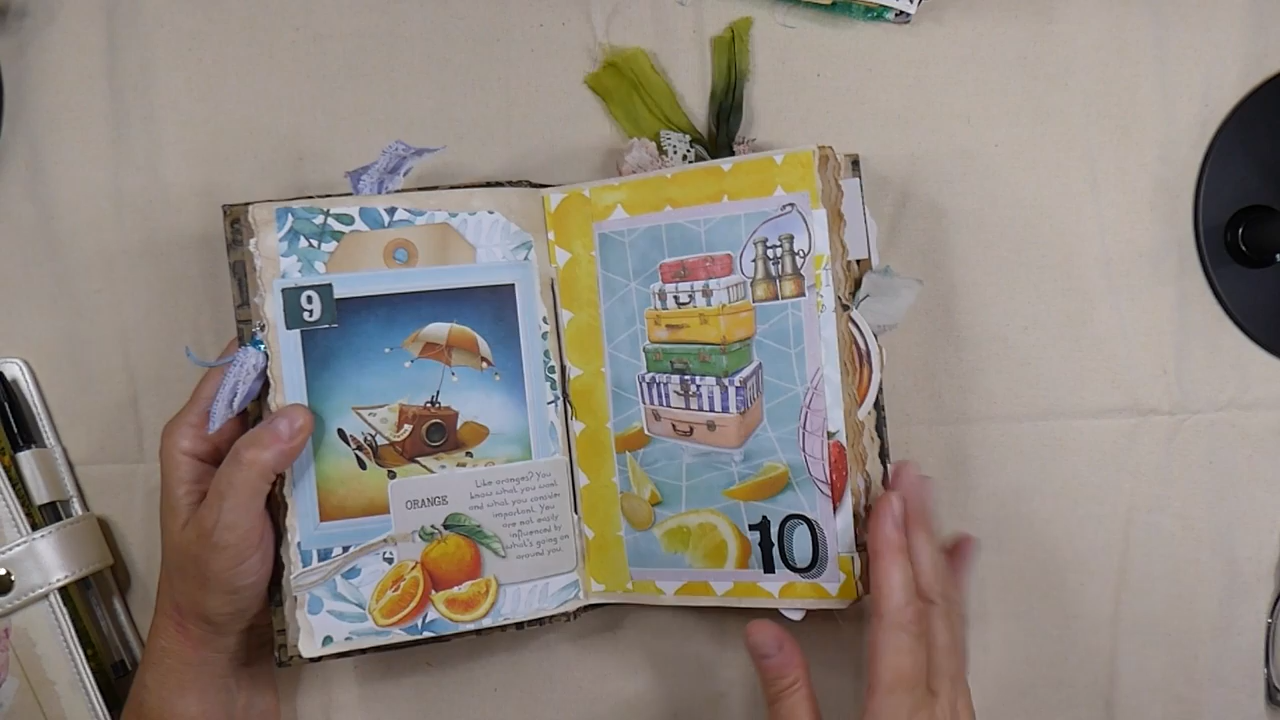 9
ORANGE
Like oranges? You
know what you want
and what you consider
important. You
are not easily
influenced by
what's going on
around you.
10